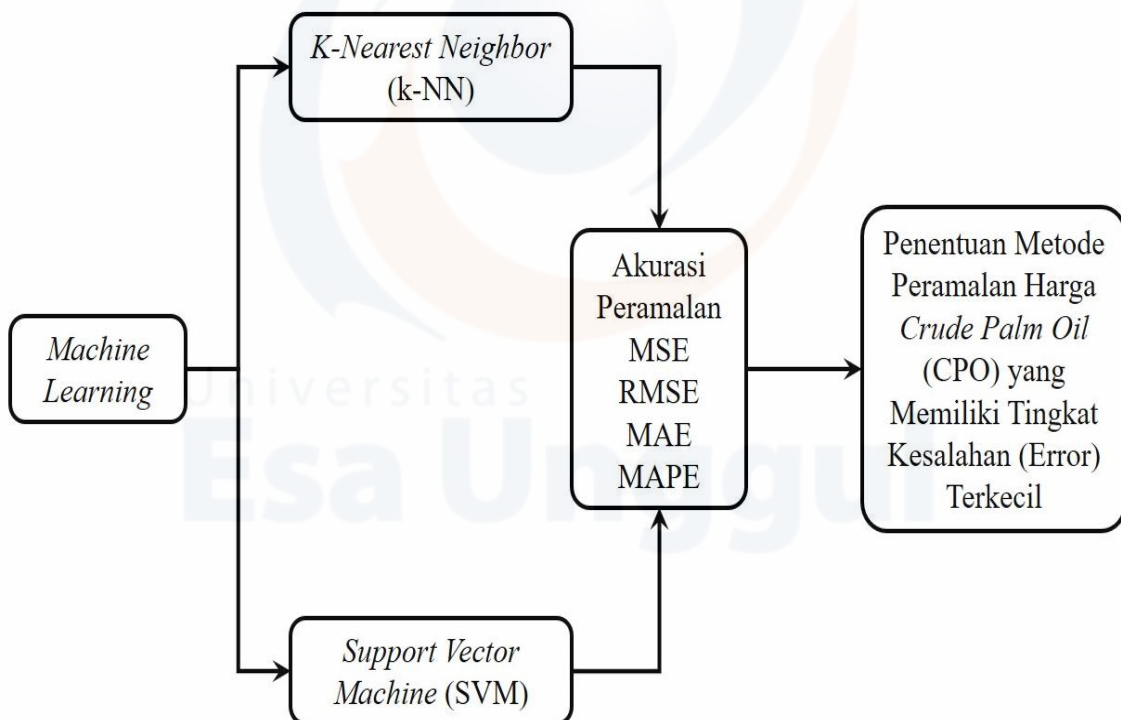 K-Nearest Neighbor
(k-NN)
Machine
Learning
Akurasi
Peramalan
MSE
RMSE
MAE
MAPE
Penentuan Metode
Peramalan Harga
Crude Palm Oil
(CPO) yang
Memiliki Tingkat
Kesalahan (Error)
Terkecil
Support Vector
Machine (SVM)
Universitas
Esa Unggul